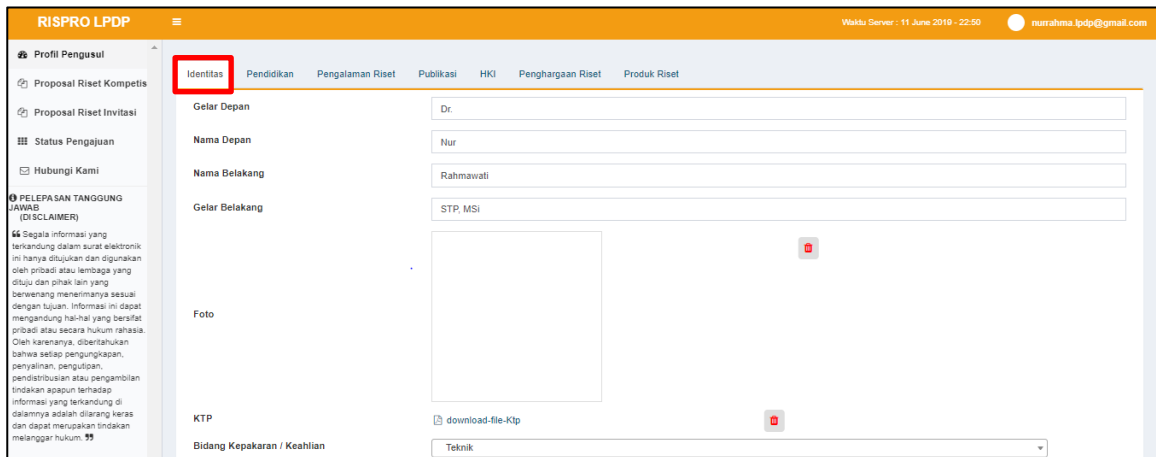 RISPRO LPDP
Waktu Server : 11 June 2019 - 22:50
nurrahma.lpdp@gmail.com
Profil Pengusul
Proposal Riset Kompetis
Proposal Riset Invitasi
Status Pengajuan
Hubungi Kami
PELEPASAN TANGGUNG
JAWAB
(DISCLAIMER)
Segala informasi yang
terkandung dalam surat elektronik
ini hanya ditujukan dan digunakan
oleh pribadi atau lembaga yang
dituju dan pihak lain yang
berwenang menerimanya sesuai
dengan tujuan. Informasi ini dapat
mengandung hal-hal yang bersifat
pribadi atau secara hukum rahasia.
Oleh karenanya, diberitahukan
bahwa setiap pengungkapan,
penyalinan, pengutipan,
pendistribusian atau pengambilan
tindakan apapun terhadap
informasi yang terkandung di
dalamnya adalah dilarang keras
dan dapat merupakan tindakan
melanggar hukum.
Identitas Pendidikan Pengalaman Riset Publikasi HKI Penghargaan Riset Produk Riset
Gelar Depan Dr.
Nama Depan Nur
Nama Belakang Rahmawati
Gelar Belakang STP, MSi
Foto
KTP download-file-Ktp
Bidang Kepakaran / Keahlian Teknik